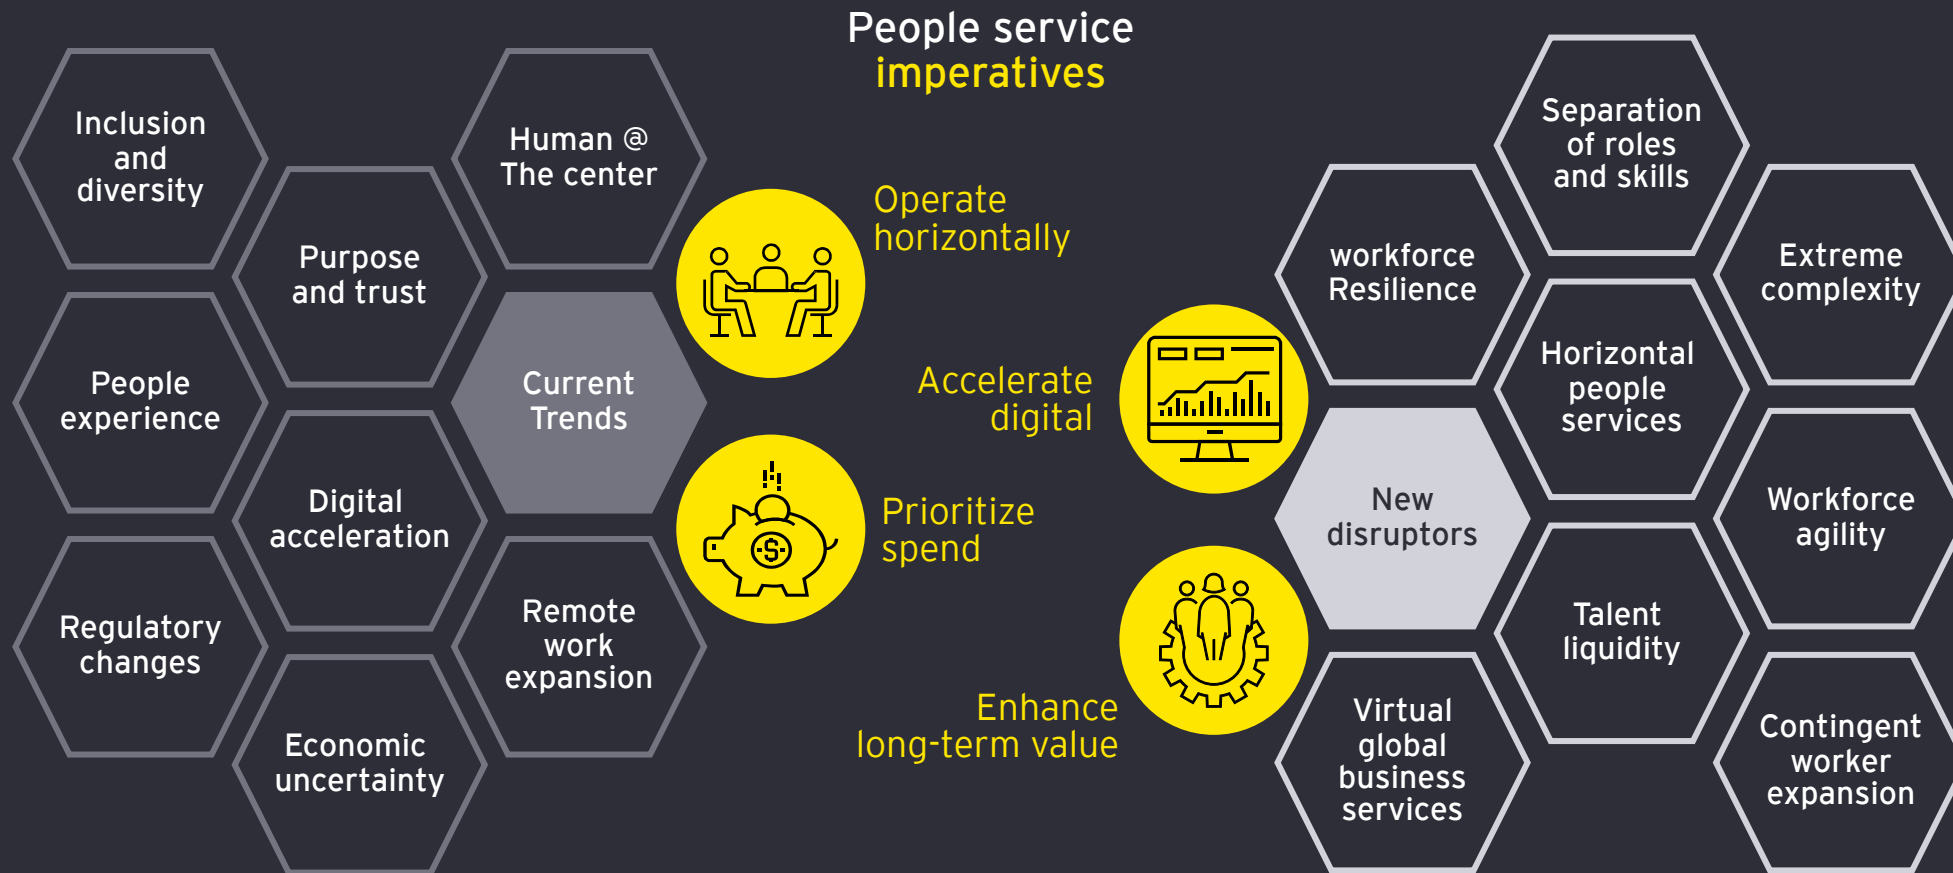 People service
imperatives
Inclusion
and
diversity
Human @
The center
Purpose
and trust
People
experience
Current
Trends
Digital
acceleration
Regulatory
changes
Remote
work
expansion
Economic
uncertainty
Operate
horizontally
Accelerate
digital
Prioritize
spend
Enhance
long-term value
Separation
of roles
and skills
workforce
Resilience
Extreme
complexity
Horizontal
people
services
New
disruptors
Workforce
agility
Talent
liquidity
Virtual
global
business
services
Contingent
worker
expansion
$